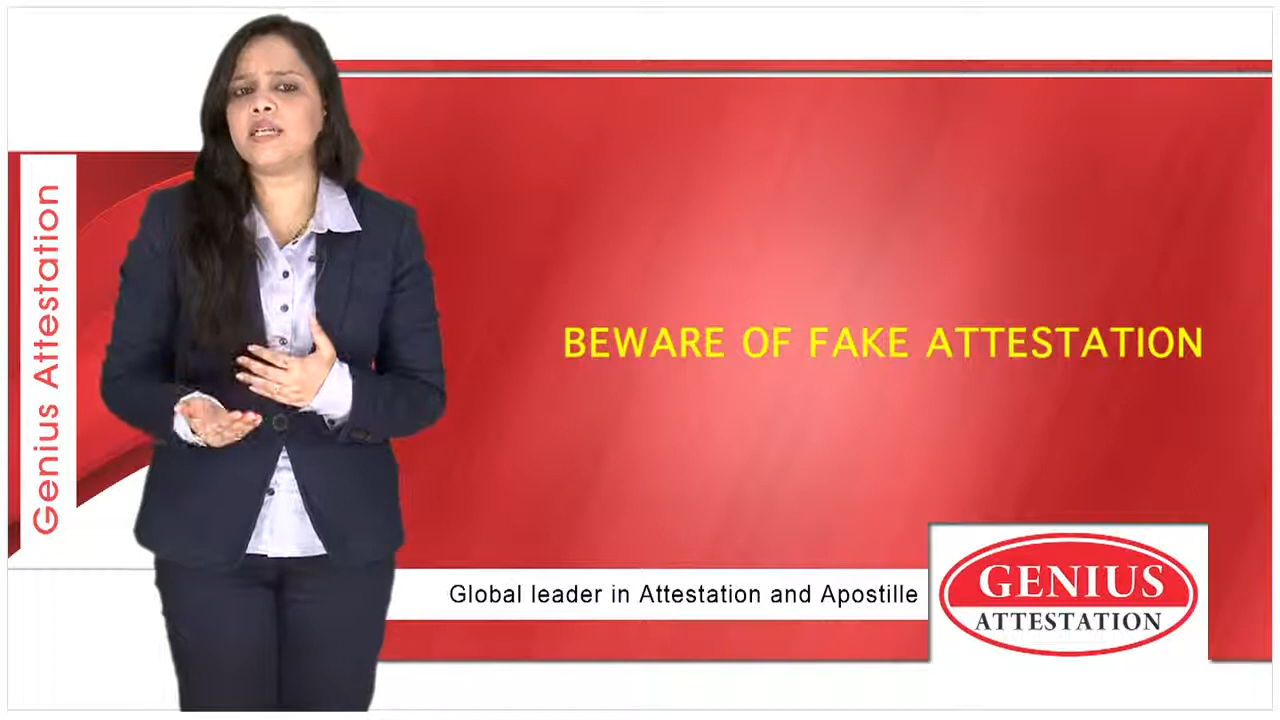 Genius Attestation
BEWARE OF FAKE ATTESTATION
Global leader in Attestation and Apostille
GENIUS
ATTESTATION